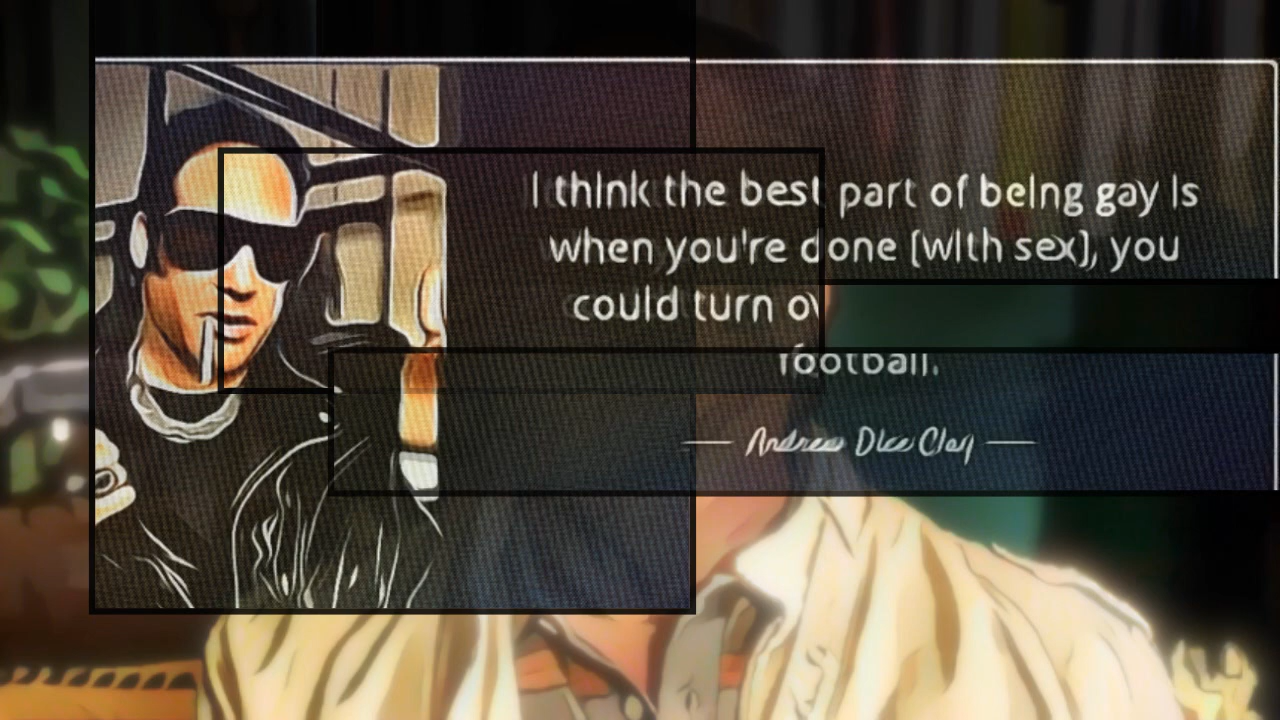 I think the best part of being gay is
when you're done [with sex], you
could turn ov
football.
— Andrew Dice Clay —